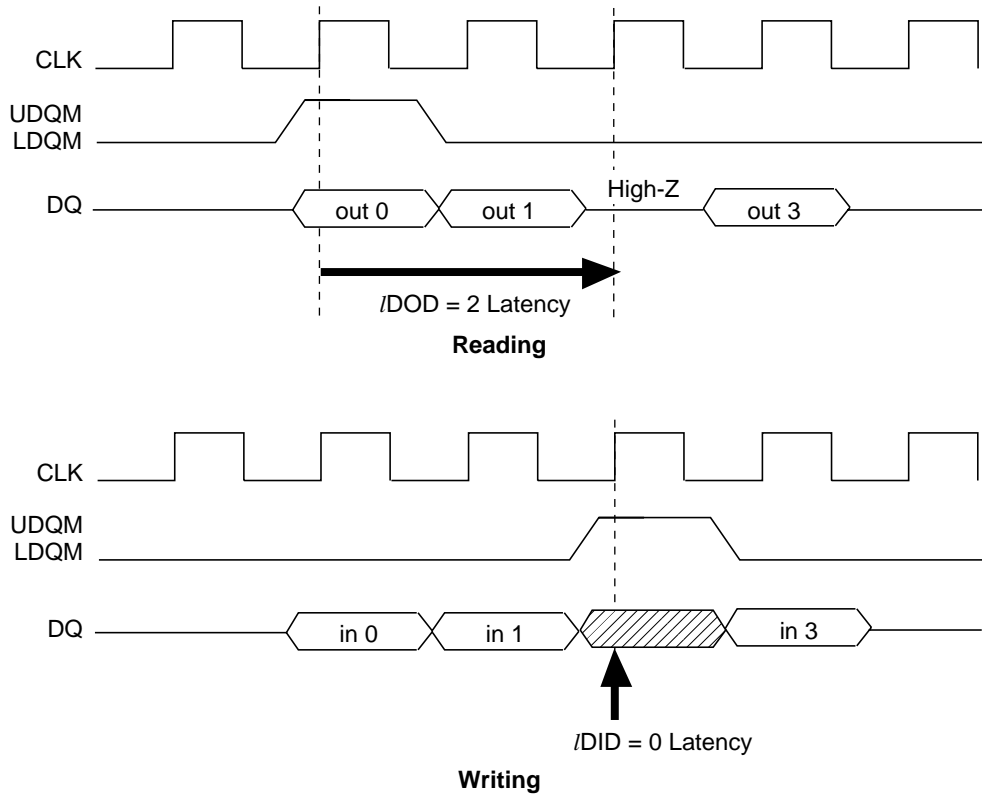 CLK
UDQM
LDQM
DQ
out 0
out 1
High-Z
out 3
lDOD = 2 Latency
Reading
CLK
UDQM
LDQM
DQ
in 0
in 1
in 3
lDID = 0 Latency
Writing